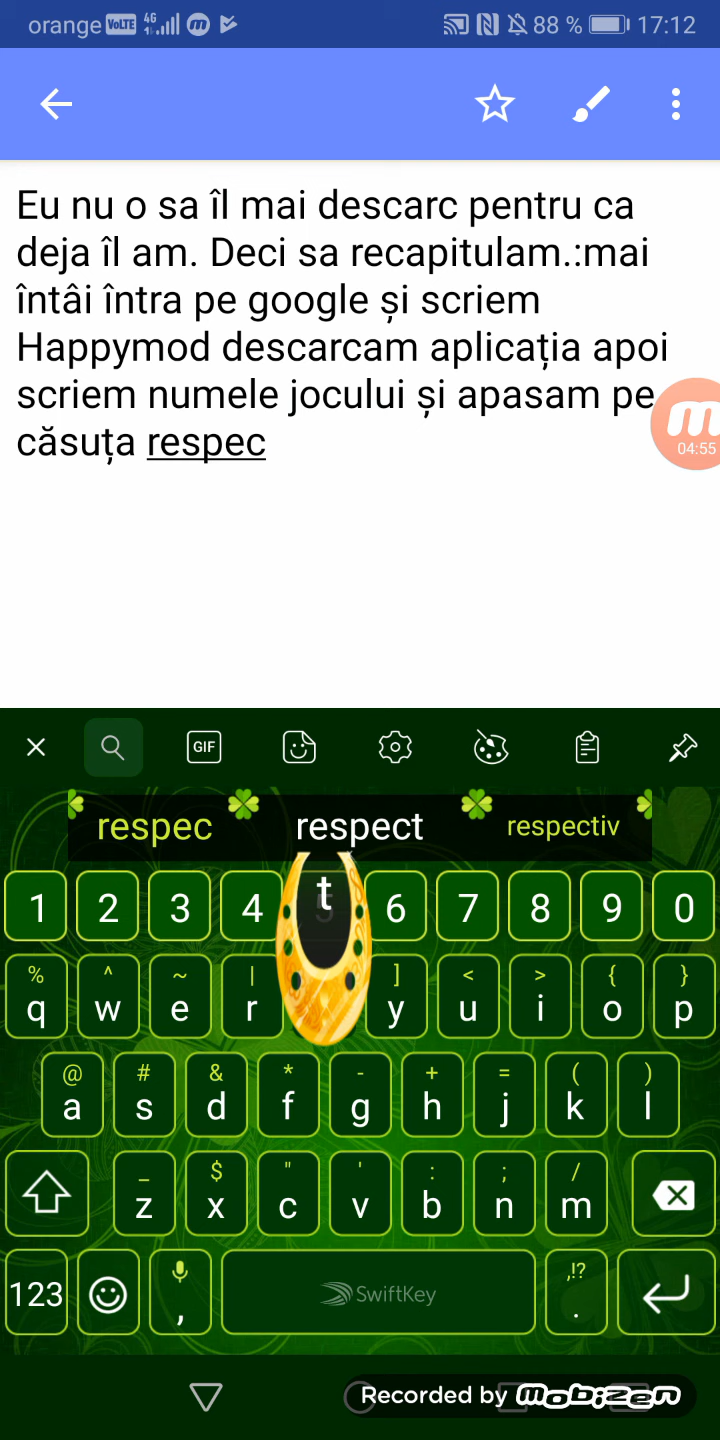 orange VoLTE 4G 88 % 17:12
Eu nu o sa îl mai descarc pentru ca
deja îl am. Deci sa recapitulam.:mai
întâi întra pe google și scriem
Happymod descarcam aplicația apoi
scriem numele jocului și apasam pe
căsuța respec
m
04:55
GIF
respec respect respectiv
t
1 2 3 4 5 6 7 8 9 0
% ^ ~ | ] < > { }
q w e r y u i o p
@ # & * - + = ( )
a s d f g h j k l
_ $ " ' : ; /
z x c v b n m
123 , SwiftKey ,!? .
Recorded by mobizen